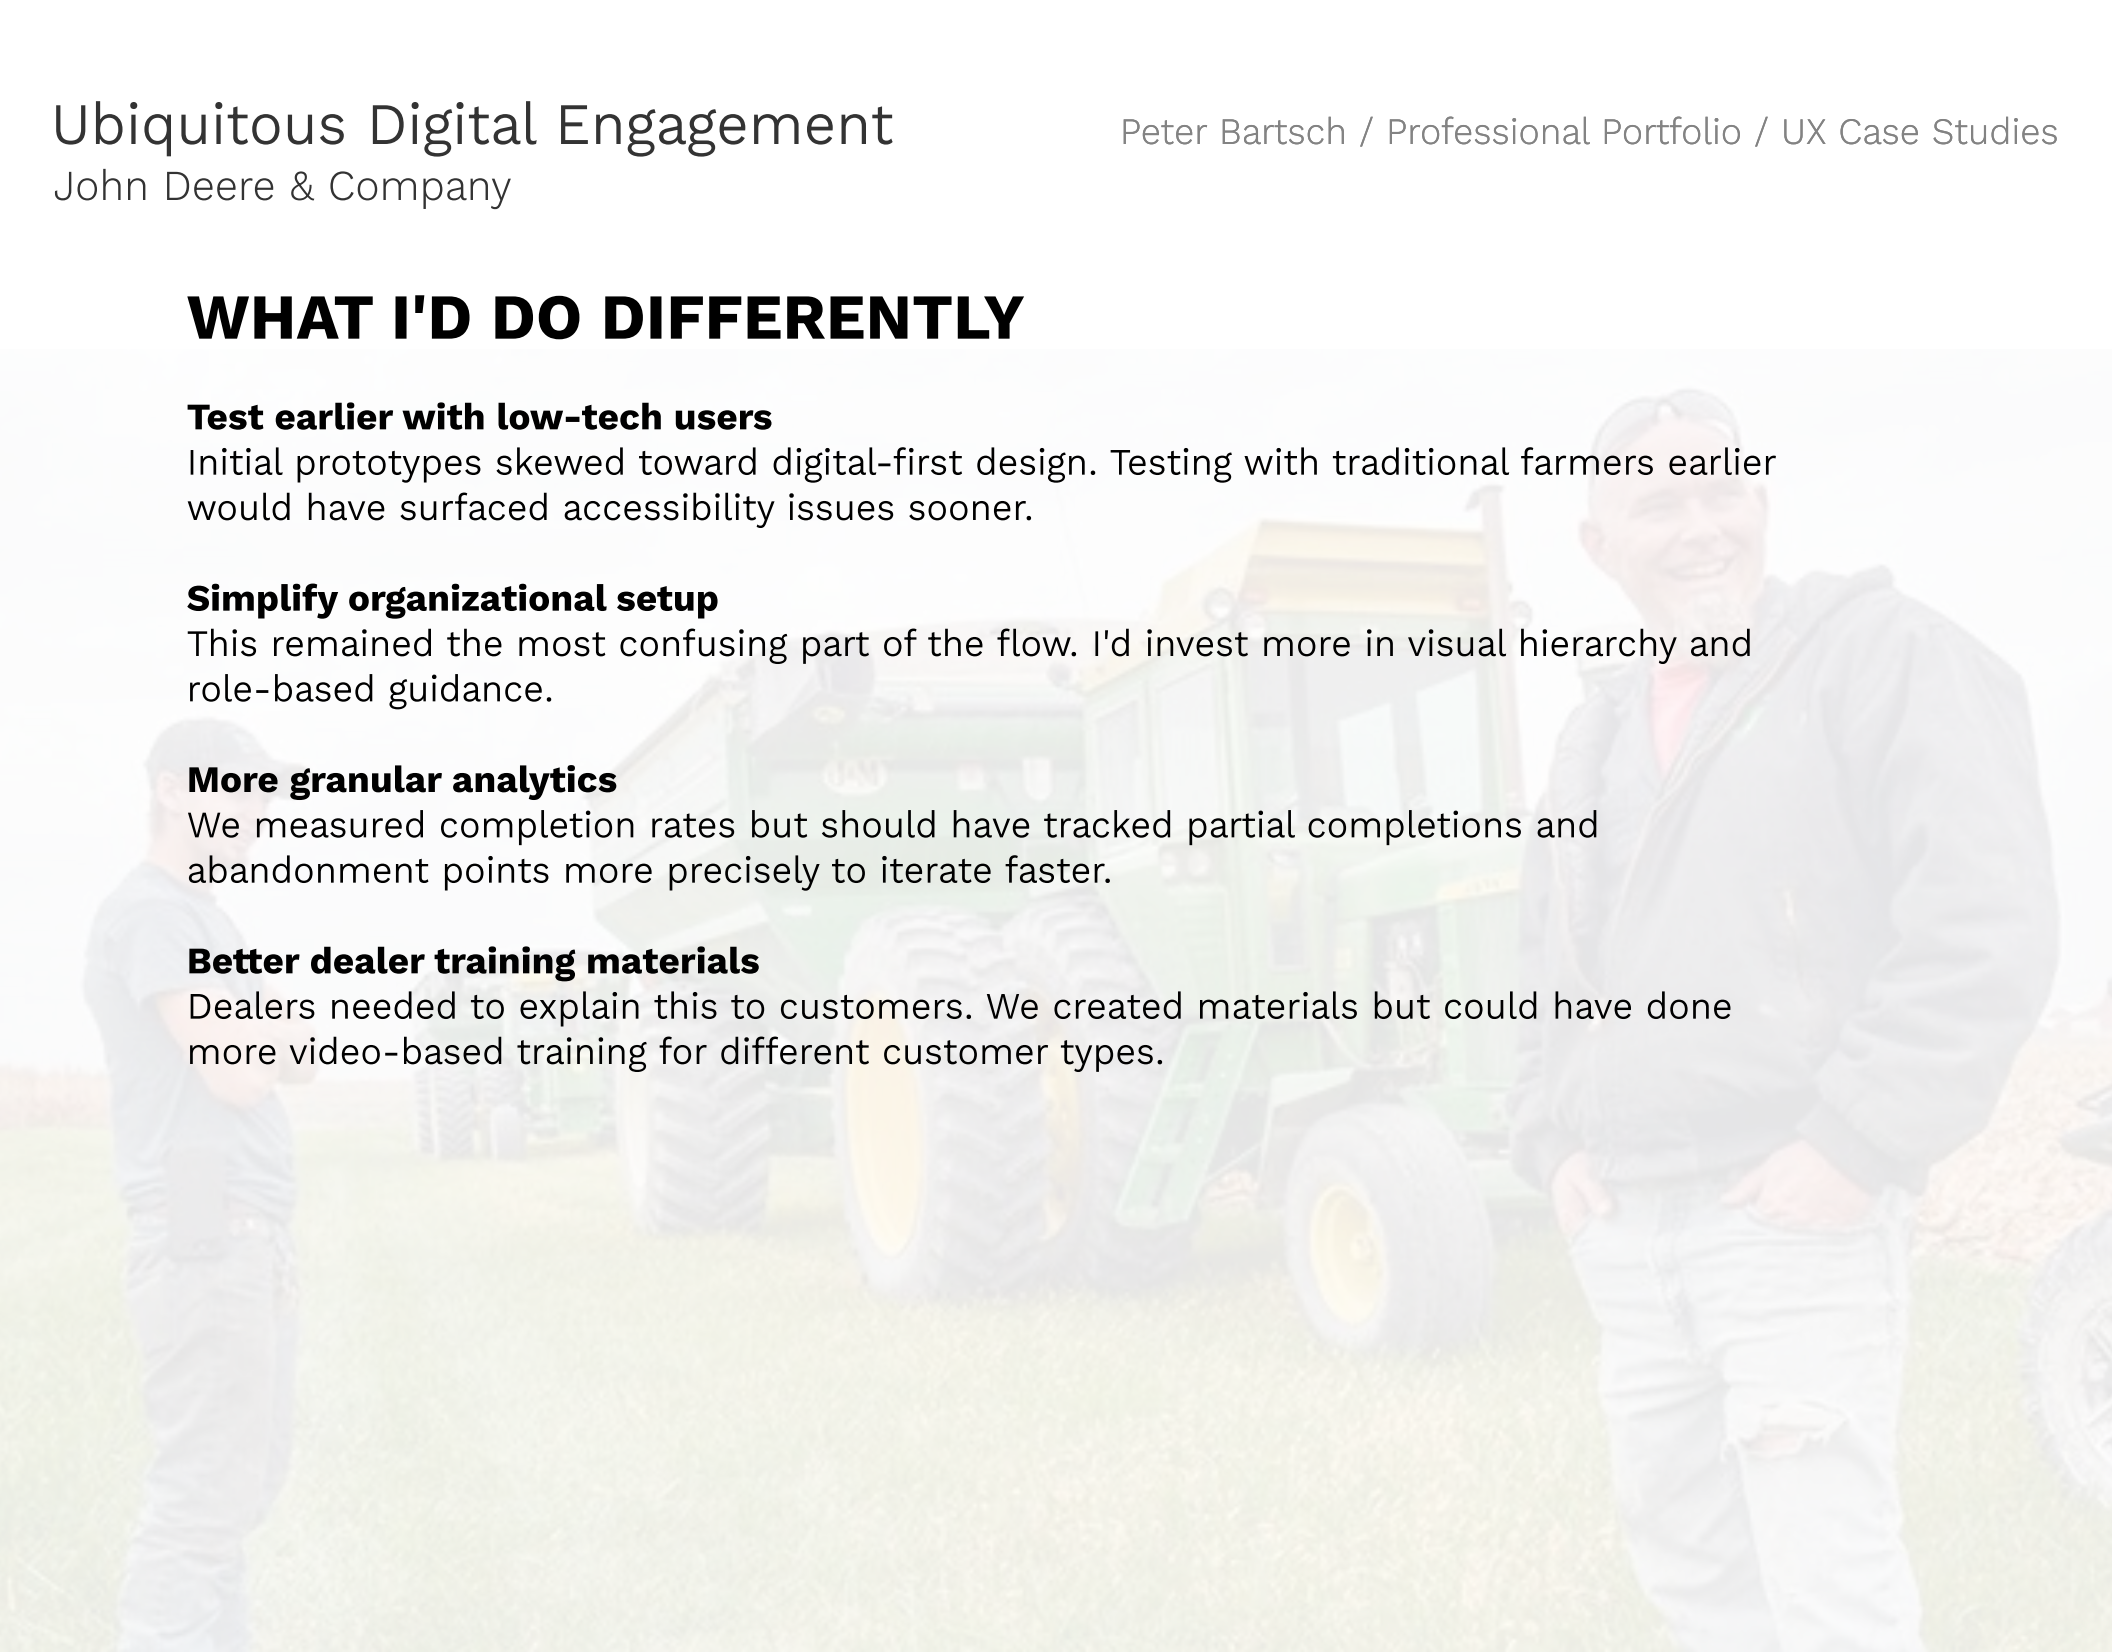 Ubiquitous Digital Engagement
Peter Bartsch / Professional Portfolio / UX Case Studies
John Deere & Company
WHAT I'D DO DIFFERENTLY
Test earlier with low-tech users
Initial prototypes skewed toward digital-first design. Testing with traditional farmers earlier
would have surfaced accessibility issues sooner.
Simplify organizational setup
This remained the most confusing part of the flow. I'd invest more in visual hierarchy and
role-based guidance.
More granular analytics
We measured completion rates but should have tracked partial completions and
abandonment points more precisely to iterate faster.
Better dealer training materials
Dealers needed to explain this to customers. We created materials but could have done
more video-based training for different customer types.